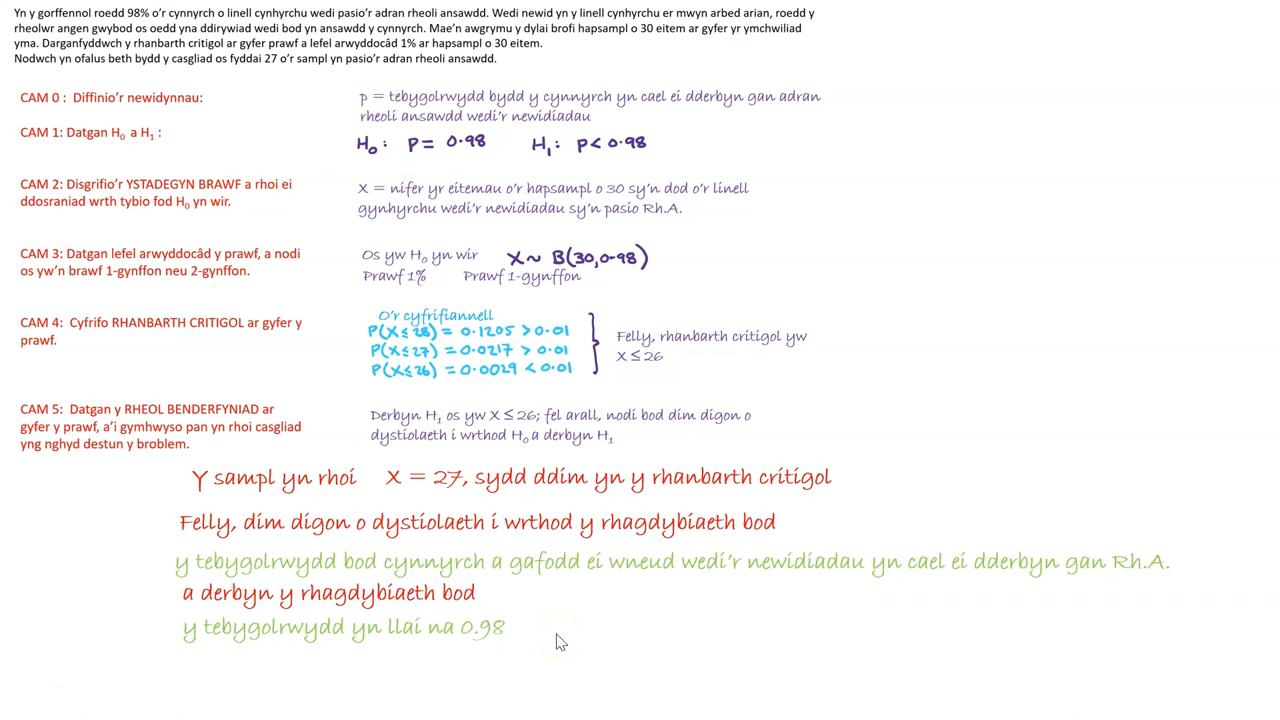 Yn y gorffennol roedd 98% o'r cynnyrch o linell cynhyrchu wedi pasio'r adran rheoli ansawdd. Wedi newid yn y linell cynhyrchu er mwyn arbed arian, roedd y
rheolwr angen gwybod os oedd yna ddirywiad wedi bod yn ansawdd y cynnyrch. Mae'n awgrymu y dylai brofi hapsampl o 30 eitem ar gyfer yr ymchwiliad
yma. Darganfyddwch y rhanbarth critigol ar gyfer prawf a lefel arwyddocâd 1% ar hapsampl o 30 eitem.
Nodwch yn ofalus beth bydd y casgliad os fyddai 27 o'r sampl yn pasio'r adran rheoli ansawdd.
CAM 0 : Diffinio'r newidynnau:
p = tebygolrwydd bydd y cynnyrch yn cael ei dderbyn gan adran
rheoli ansawdd wedi'r newidiadau
CAM 1: Datgan H₀ a H₁ :
H₀ : P = 0.98 H₁ : P < 0.98
CAM 2: Disgrifio'r YSTADEGYN BRAWF a rhoi ei
ddosraniad wrth tybio fod H₀ yn wir.
X = nifer yr eitemau o'r hapsampl o 30 sy'n dod o'r linell
gynhyrchu wedi'r newidiadau sy'n pasio Rh.A.
CAM 3: Datgan lefel arwyddocâd y prawf, a nodi
os yw'n brawf 1-gynffon neu 2-gynffon.
Os yw H₀ yn wir X ~ B(30,0.98)
Prawf 1% Prawf 1-gynffon
CAM 4: Cyfrifo RHANBARTH CRITIGOL ar gyfer y
prawf.
O'r cyfrifiannell
P(X ≤ 28) = 0.1205 > 0.01
P(X ≤ 27) = 0.0217 > 0.01
P(X ≤ 26) = 0.0029 < 0.01
Felly, rhanbarth critigol yw
X ≤ 26
CAM 5: Datgan y RHEOL BENDERFYNIAD ar
gyfer y prawf, a'i gymhwyso pan yn rhoi casgliad
yng nghyd destun y broblem.
Derbyn H₁ os yw X ≤ 26; fel arall, nodi bod dim digon o
dystiolaeth i wrthod H₀ a derbyn H₁
Y sampl yn rhoi X = 27, sydd ddim yn y rhanbarth critigol
Felly, dim digon o dystiolaeth i wrthod y rhagdybiaeth bod
y tebygolrwydd bod cynnyrch a gafodd ei wneud wedi'r newidiadau yn cael ei dderbyn gan Rh.A.
a derbyn y rhagdybiaeth bod
y tebygolrwydd yn llai na 0.98